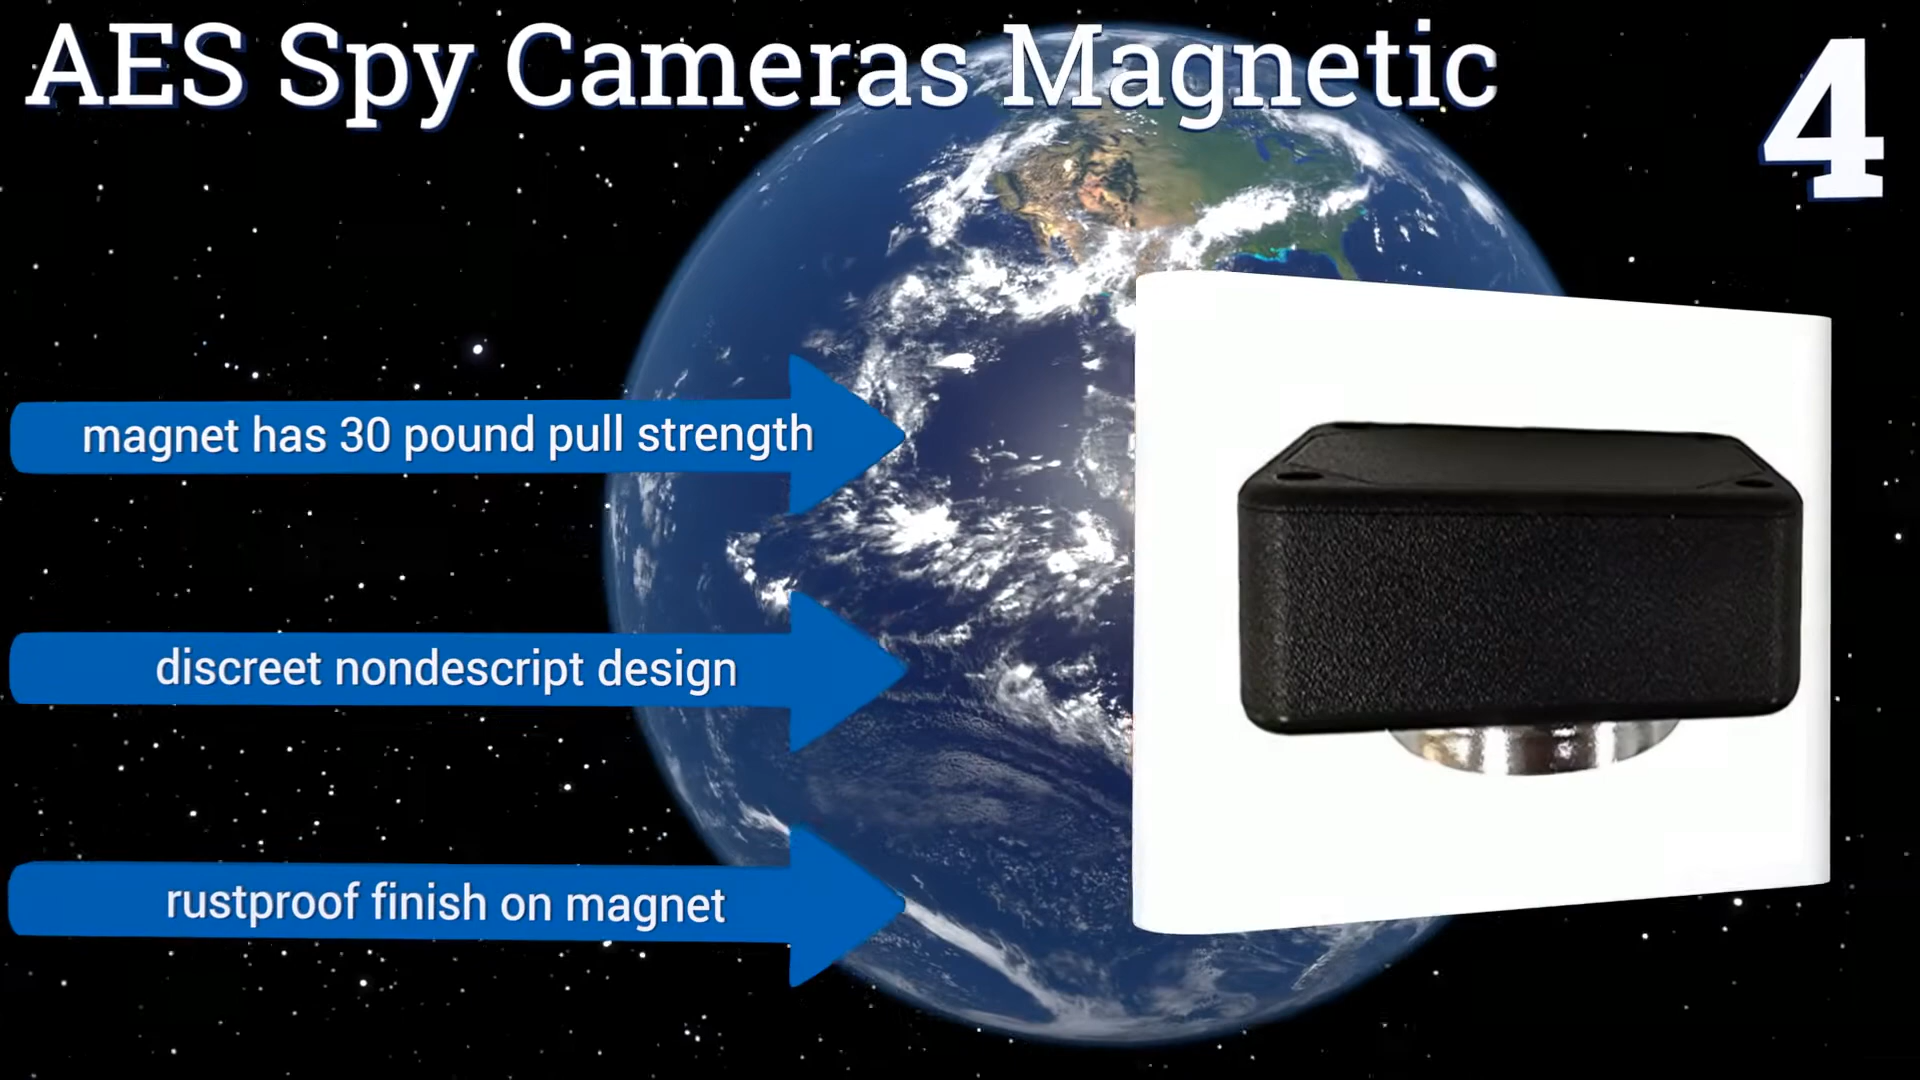 AES Spy Cameras Magnetic
4
magnet has 30 pound pull strength
discreet nondescript design
rustproof finish on magnet